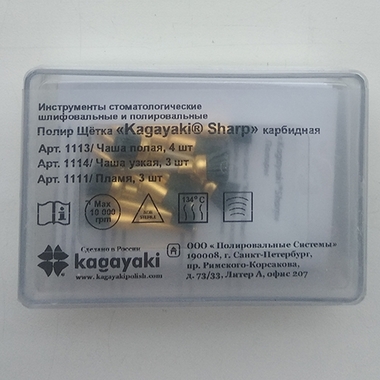 Инструменты стоматологические
шлифовальные и полировальные
Полир Щётка «Kagayaki® Sharp» карбидная
Арт. 1113/ Чаша полая, 4 шт
Арт. 1114/ Чаша узкая, 3 шт
Арт. 1111/ Пламя, 3 шт
Max
10 000
rpm
NON
STERILE
134°C
Сделано в России
kagayaki
www.kagayakipolish.com
ООО «Полировальные Системы»
190008, г. Санкт-Петербург,
пр. Римского-Корсакова,
д. 73/33, Литер А, офис 207